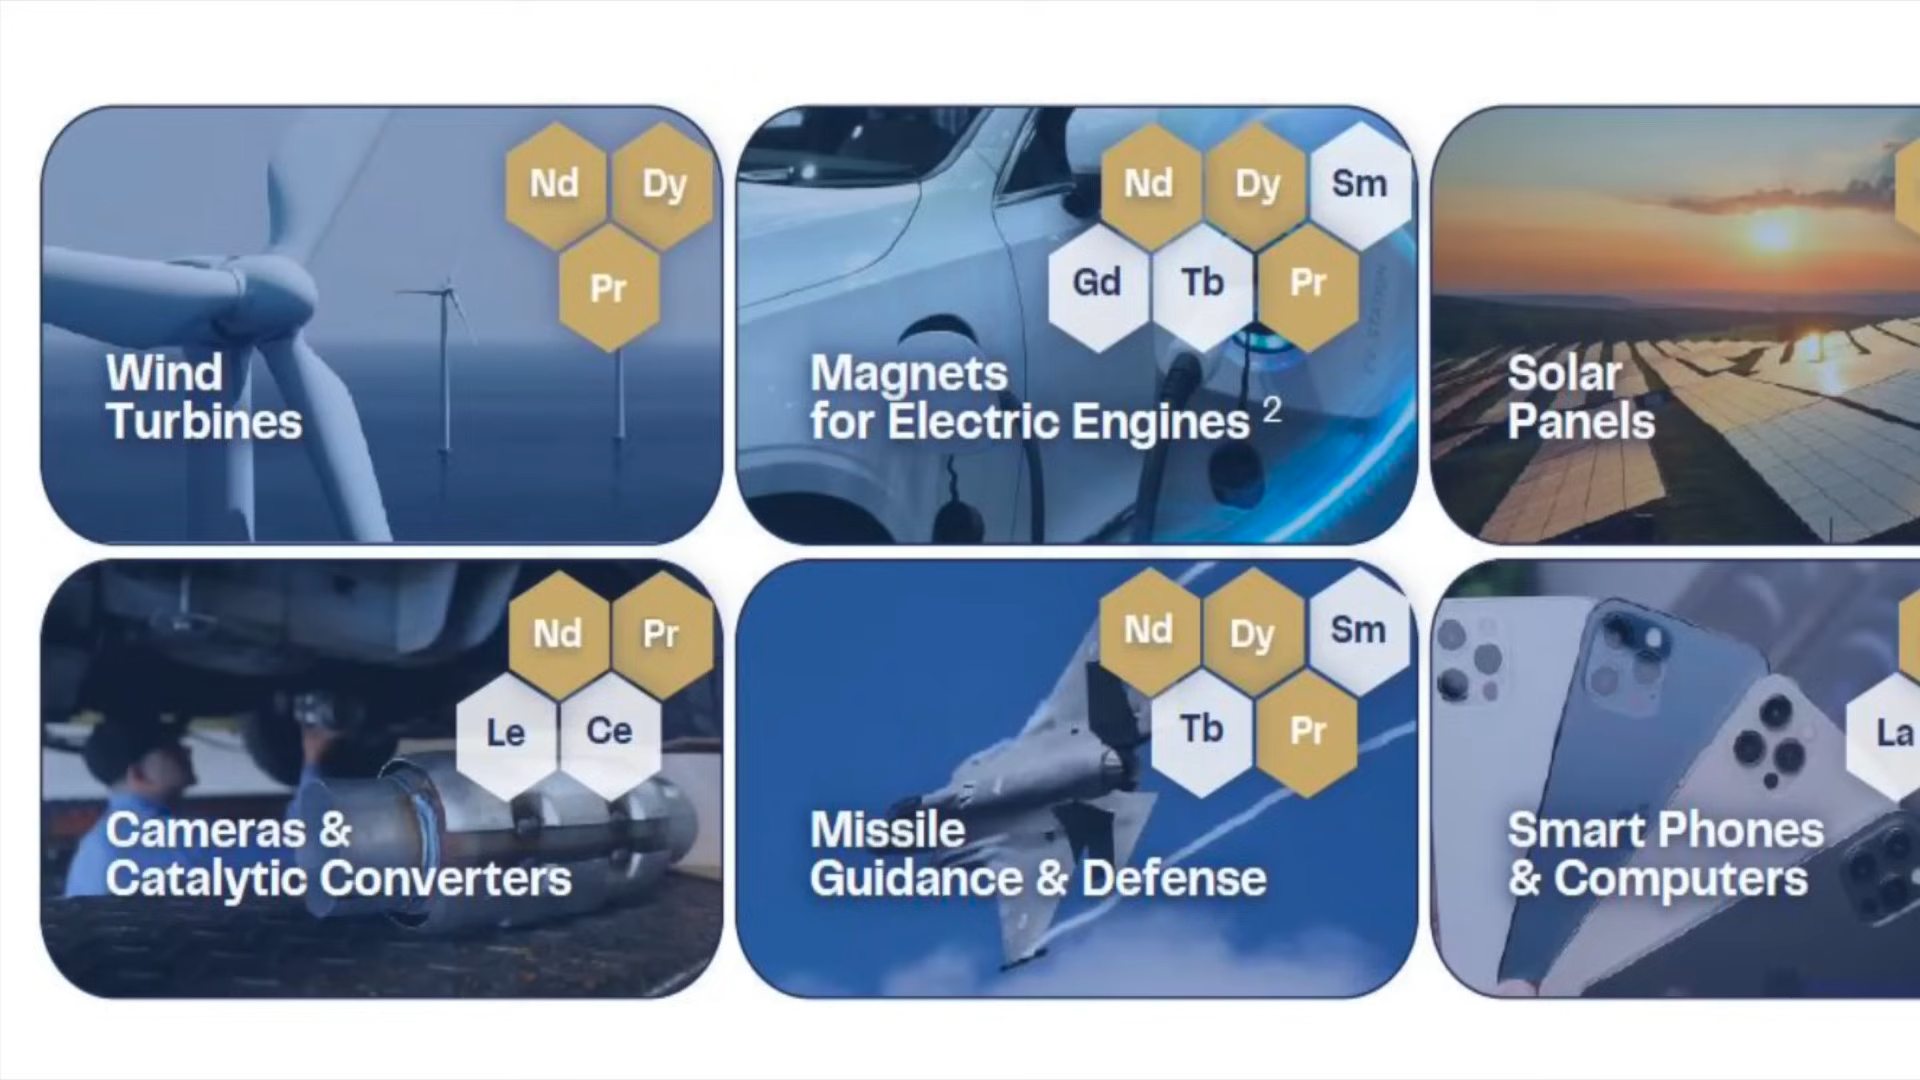 Nd Dy
Pr
Wind
Turbines
Nd Dy Sm
Gd Tb Pr
Magnets
for Electric Engines 2
Solar
Panels
Nd Pr
Le Ce
Cameras &
Catalytic Converters
Nd Dy Sm
Tb Pr
Missile
Guidance & Defense
La
Smart Phones
& Computers